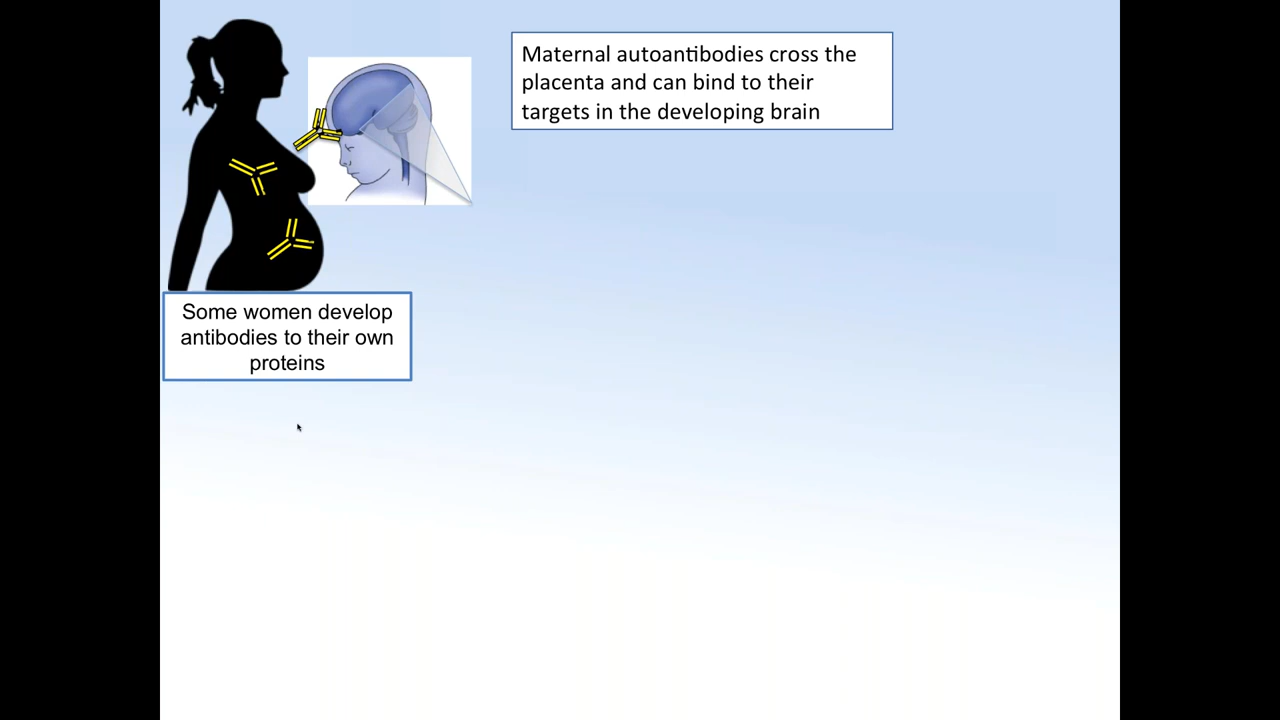 Maternal autoantibodies cross the
placenta and can bind to their
targets in the developing brain
Some women develop
antibodies to their own
proteins